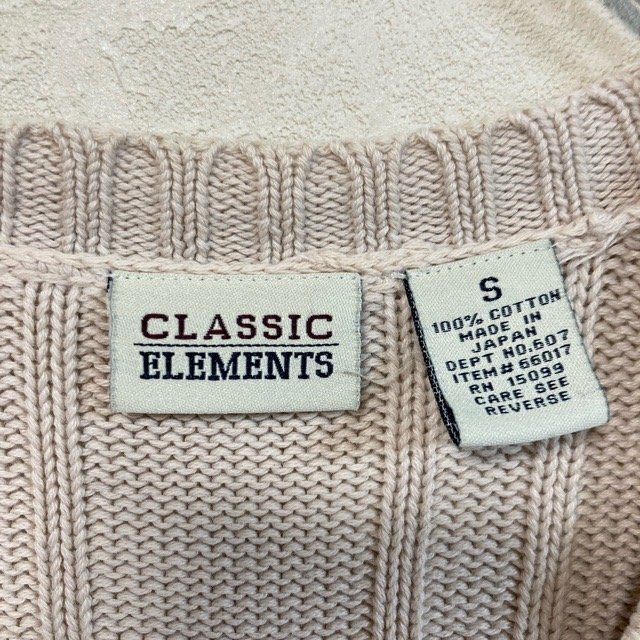 CLASSIC
ELEMENTS
S
100% COTTON
MADE IN
JAPAN
DEPT NO.607
ITEM#66017
RN 15099
CARE SEE
REVERSE